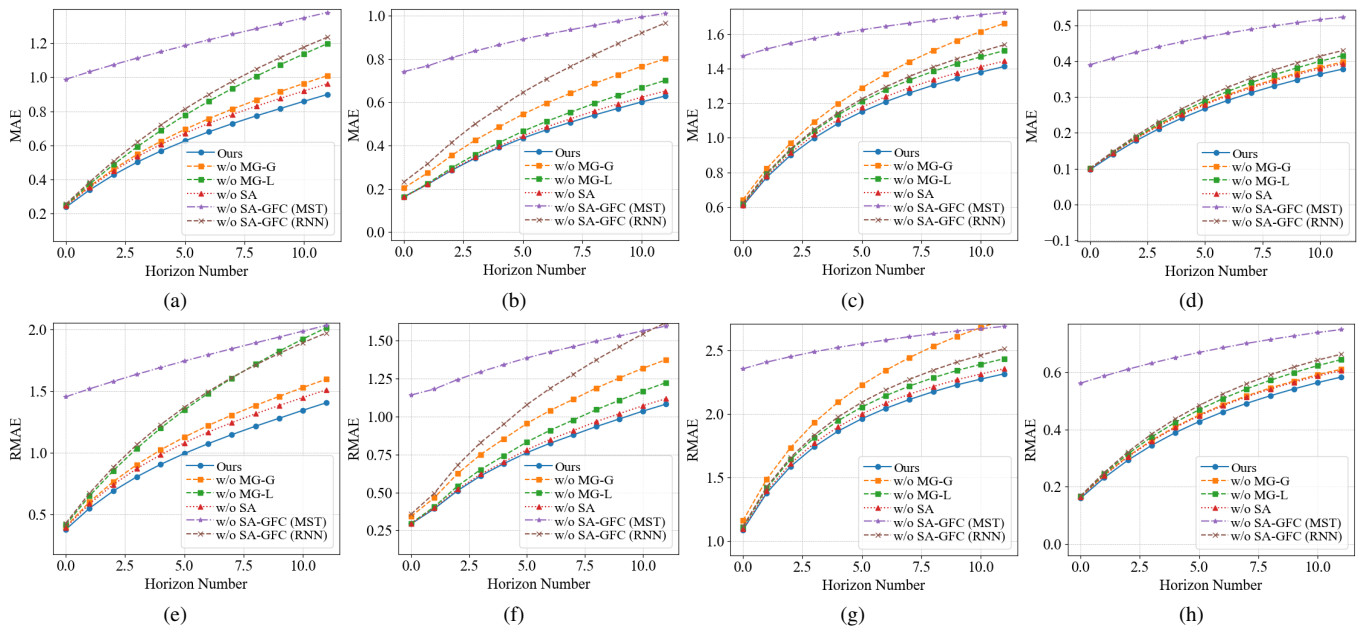 1.2
1.0
0.8
0.6
0.4
0.2
MAE
0.0 2.5 5.0 7.5 10.0
Horizon Number
Ours
w/o MG-G
w/o MG-L
w/o SA
w/o SA-GFC (MST)
w/o SA-GFC (RNN)
(a)
1.0
0.8
0.6
0.4
0.2
0.0
MAE
0.0 2.5 5.0 7.5 10.0
Horizon Number
Ours
w/o MG-G
w/o MG-L
w/o SA
w/o SA-GFC (MST)
w/o SA-GFC (RNN)
(b)
1.6
1.4
1.2
1.0
0.8
0.6
MAE
0.0 2.5 5.0 7.5 10.0
Horizon Number
Ours
w/o MG-G
w/o MG-L
w/o SA
w/o SA-GFC (MST)
w/o SA-GFC (RNN)
(c)
0.5
0.4
0.3
0.2
0.1
0.0
−0.1
MAE
0.0 2.5 5.0 7.5 10.0
Horizon Number
Ours
w/o MG-G
w/o MG-L
w/o SA
w/o SA-GFC (MST)
w/o SA-GFC (RNN)
(d)
2.0
1.5
1.0
0.5
RMAE
0.0 2.5 5.0 7.5 10.0
Horizon Number
Ours
w/o MG-G
w/o MG-L
w/o SA
w/o SA-GFC (MST)
w/o SA-GFC (RNN)
(e)
1.50
1.25
1.00
0.75
0.50
0.25
RMAE
0.0 2.5 5.0 7.5 10.0
Horizon Number
Ours
w/o MG-G
w/o MG-L
w/o SA
w/o SA-GFC (MST)
w/o SA-GFC (RNN)
(f)
2.5
2.0
1.5
1.0
RMAE
0.0 2.5 5.0 7.5 10.0
Horizon Number
Ours
w/o MG-G
w/o MG-L
w/o SA
w/o SA-GFC (MST)
w/o SA-GFC (RNN)
(g)
0.6
0.4
0.2
0.0
RMAE
0.0 2.5 5.0 7.5 10.0
Horizon Number
Ours
w/o MG-G
w/o MG-L
w/o SA
w/o SA-GFC (MST)
w/o SA-GFC (RNN)
(h)